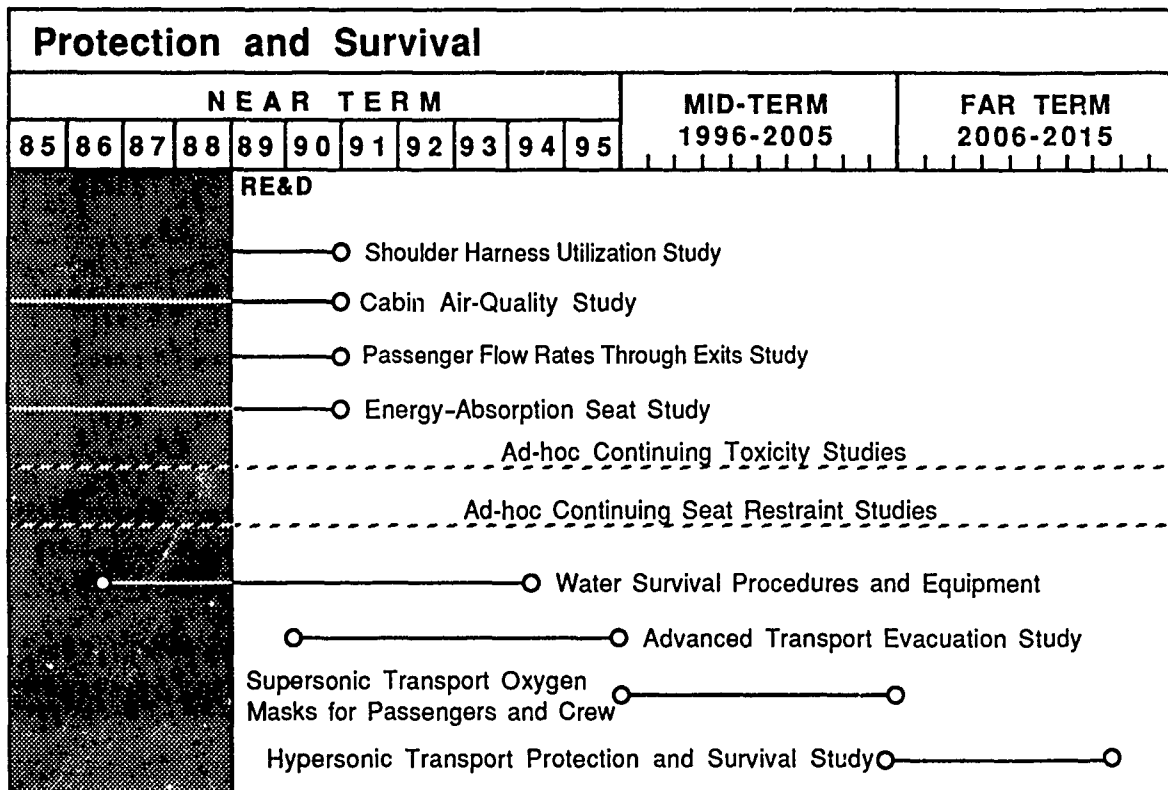 Protection and Survival
NEAR TERM
MID-TERM
1996-2005
FAR TERM
2006-2015
85 86 87 88 89 90 91 92 93 94 95
RE&D
Shoulder Harness Utilization Study
Cabin Air-Quality Study
Passenger Flow Rates Through Exits Study
Energy-Absorption Seat Study
Ad-hoc Continuing Toxicity Studies
Ad-hoc Continuing Seat Restraint Studies
Water Survival Procedures and Equipment
Advanced Transport Evacuation Study
Supersonic Transport Oxygen
Masks for Passengers and Crew
Hypersonic Transport Protection and Survival Study